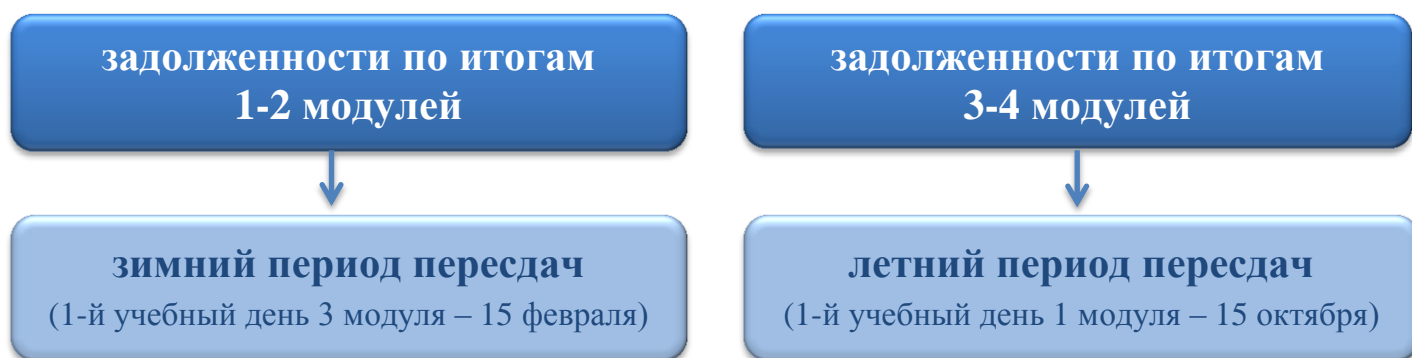 задолженности по итогам
1-2 модулей
зимний период пересдач
(1-й учебный день 3 модуля – 15 февраля)
задолженности по итогам
3-4 модулей
летний период пересдач
(1-й учебный день 1 модуля – 15 октября)